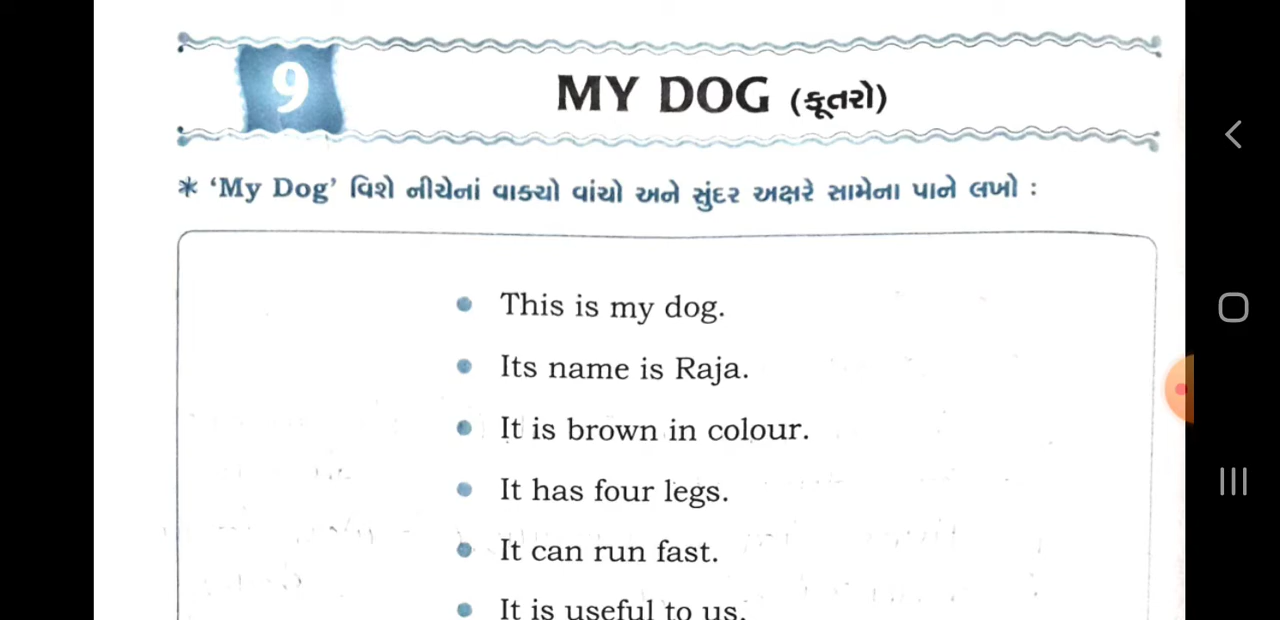 9
MY DOG (કૂતરો)
* ‘My Dog’ વિશે નીચેનાં વાક્યો વાંચો અને સુંદર અક્ષરે સામેના પાને લખો :
• This is my dog.
• Its name is Raja.
• It is brown in colour.
• It has four legs.
• It can run fast.
• It is useful to us.